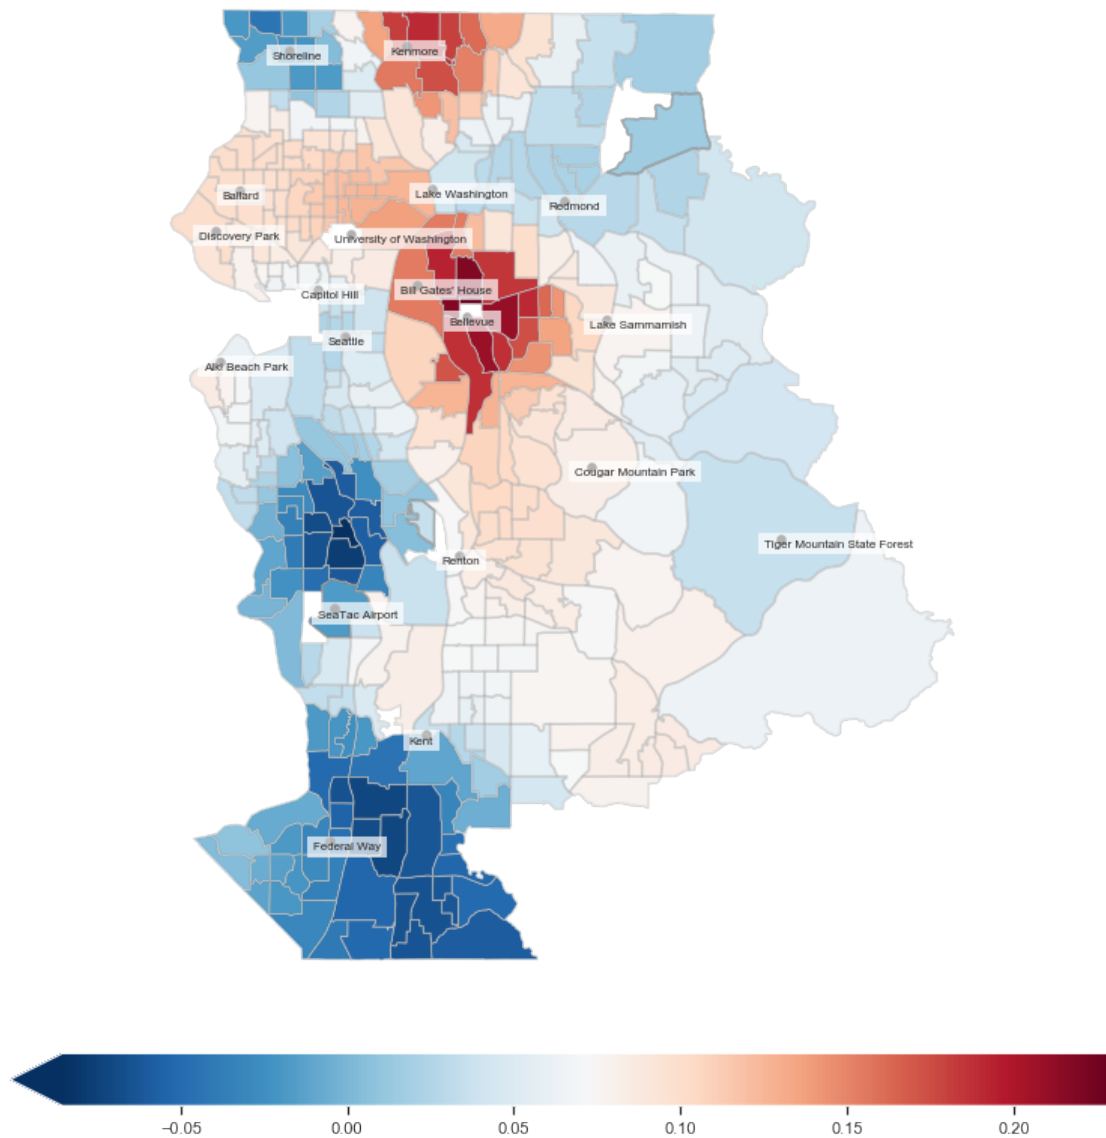 Shoreline
Kenmore
Ballard
Lake Washington
Redmond
Discovery Park
University of Washington
Capitol Hill
Bill Gates' House
Bellevue
Lake Sammamish
Seattle
Alki Beach Park
Cougar Mountain Park
Tiger Mountain State Forest
Renton
SeaTac Airport
Kent
Federal Way
−0.05 0.00 0.05 0.10 0.15 0.20